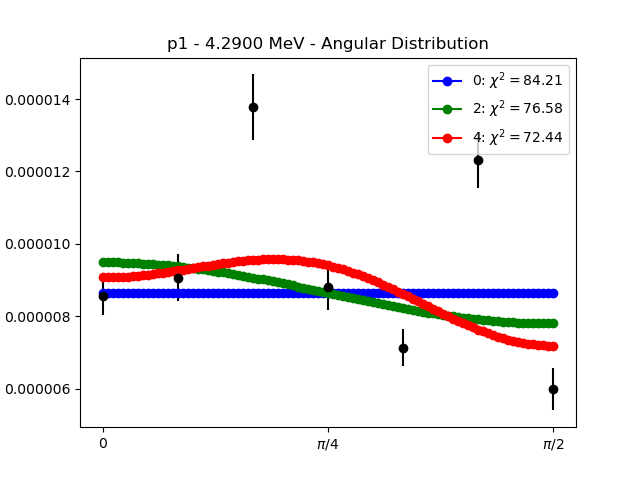 p1 - 4.2900 MeV - Angular Distribution
0: χ² = 84.21
2: χ² = 76.58
4: χ² = 72.44
0.000014
0.000012
0.000010
0.000008
0.000006
0
π/4
π/2